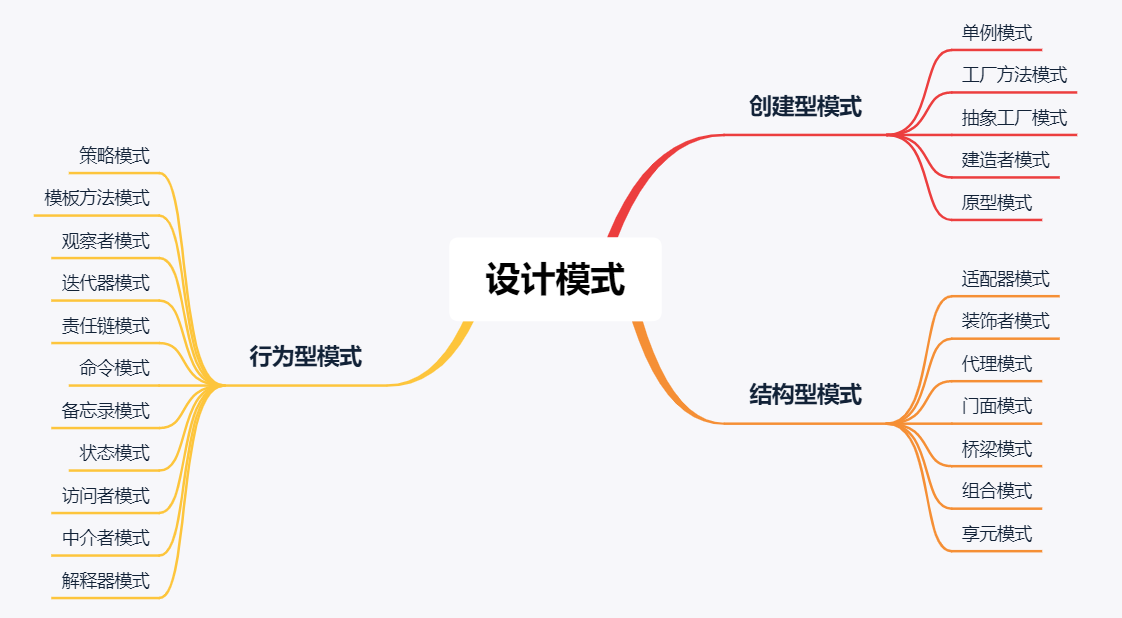 设计模式
创建型模式
单例模式
工厂方法模式
抽象工厂模式
建造者模式
原型模式
结构型模式
适配器模式
装饰者模式
代理模式
门面模式
桥梁模式
组合模式
享元模式
行为型模式
策略模式
模板方法模式
观察者模式
迭代器模式
责任链模式
命令模式
备忘录模式
状态模式
访问者模式
中介者模式
解释器模式